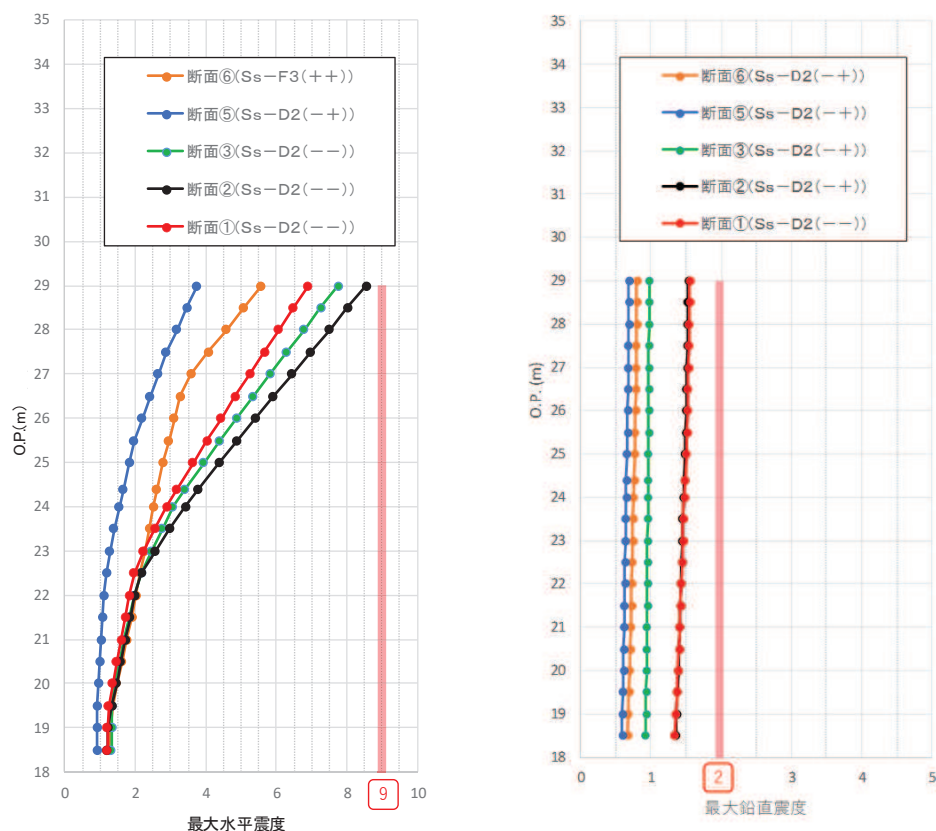 35
34
33
32
31
30
29
28
27
26
25
24
23
22
21
20
19
18
O.P.(m)
断面⑥(Ss－F3(＋＋))
断面⑤(Ss－D2(－＋))
断面③(Ss－D2(－－))
断面②(Ss－D2(－－))
断面①(Ss－D2(－－))
0 2 4 6 8 9 10
最大水平震度
35
34
33
32
31
30
29
28
27
26
25
24
23
22
21
20
19
18
O.P. (m)
断面⑥(Ss－D2(－＋))
断面⑤(Ss－D2(－＋))
断面③(Ss－D2(－＋))
断面②(Ss－D2(－＋))
断面①(Ss－D2(－－))
0 1 2 3 4 5
最大鉛直震度